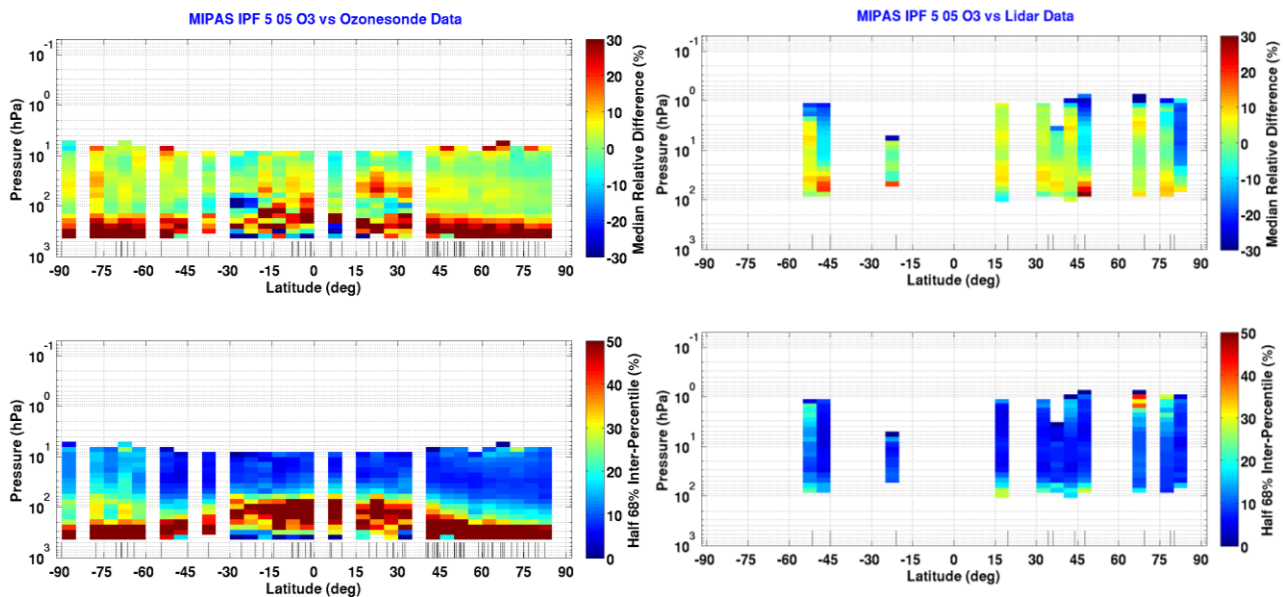 MIPAS IPF 5 05 O3 vs Ozonesonde Data
Pressure (hPa)
10 -1
10 0
10 1
10 2
10 3
-90 -75 -60 -45 -30 -15 0 15 30 45 60 75 90
Latitude (deg)
30
20
10
0
-10
-20
-30
Median Relative Difference (%)
MIPAS IPF 5 05 O3 vs Lidar Data
Pressure (hPa)
10 -1
10 0
10 1
10 2
10 3
-90 -75 -60 -45 -30 -15 0 15 30 45 60 75 90
Latitude (deg)
30
20
10
0
-10
-20
-30
Median Relative Difference (%)
Pressure (hPa)
10 -1
10 0
10 1
10 2
10 3
-90 -75 -60 -45 -30 -15 0 15 30 45 60 75 90
Latitude (deg)
50
40
30
20
10
0
Half 68% Inter-Percentile (%)
Pressure (hPa)
10 -1
10 0
10 1
10 2
10 3
-90 -75 -60 -45 -30 -15 0 15 30 45 60 75 90
Latitude (deg)
50
40
30
20
10
0
Half 68% Inter-Percentile (%)